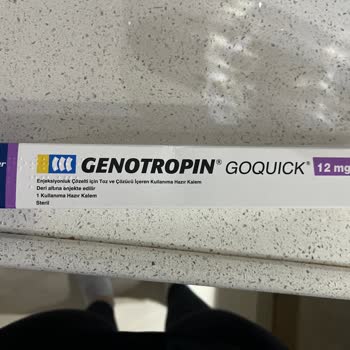 GENOTROPIN® GOQUICK® 12 mg
Enjeksiyonluk Çözelti için Toz ve Çözücü İçeren Kullanıma Hazır Kalem
Deri altına enjekte edilir
1 Kullanıma Hazır Kalem
Steril